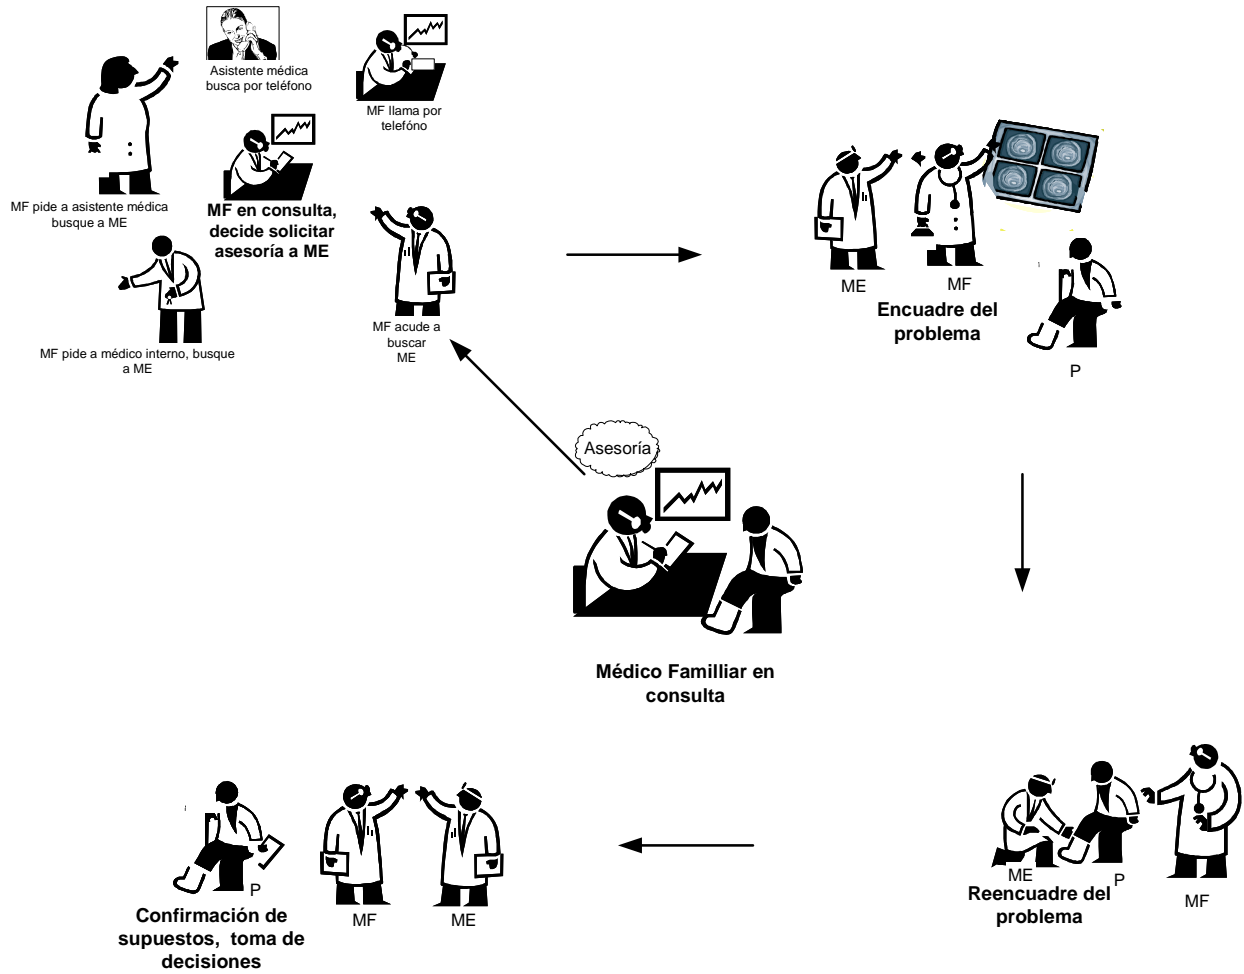 Asistente médica
busca por teléfono
MF llama por
telefóno
MF pide a asistente médica
busque a ME
MF en consulta,
decide solicitar
asesoría a ME
MF pide a médico interno, busque
a ME
MF acude a
buscar
ME
ME
MF
Encuadre del
problema
P
Asesoría
Médico Familliar en
consulta
ME
P
MF
Reencuadre del
problema
P
MF
ME
Confirmación de
supuestos, toma de
decisiones